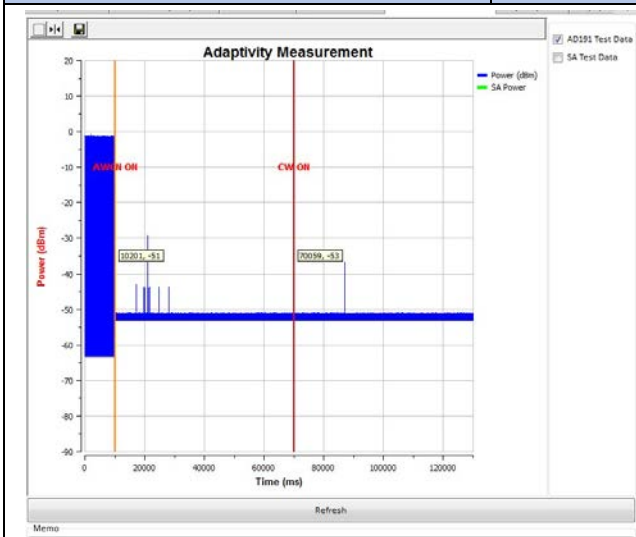 Adaptivity Measurement
AD191 Test Data
SA Test Data
Power (dBm)
SA Power
20
10
0
-10
-20
-30
-40
-50
-60
-70
-80
-90
Power (dBm)
AWGN ON
CW ON
10201, -51
70059, -53
0
20000
40000
60000
80000
100000
120000
Time (ms)
Refresh
Memo